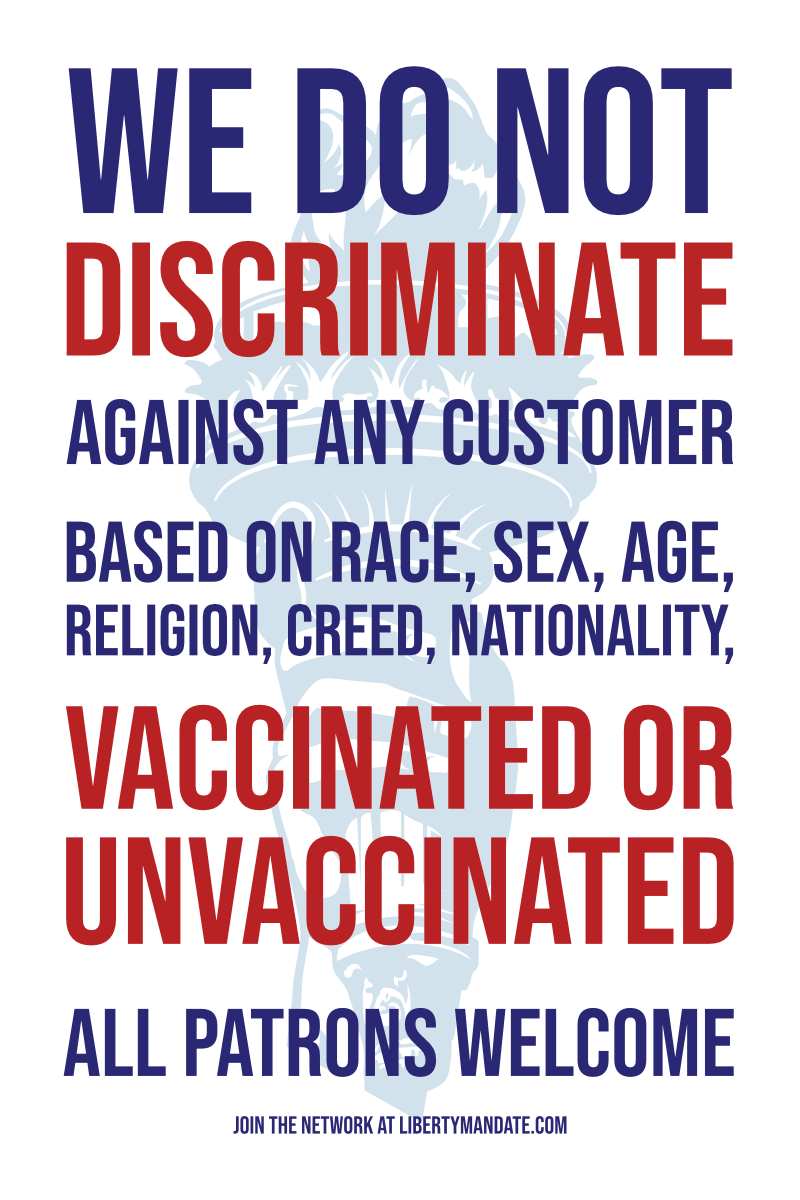 WE DO NOT
DISCRIMINATE
AGAINST ANY CUSTOMER
BASED ON RACE, SEX, AGE,
RELIGION, CREED, NATIONALITY,
VACCINATED OR
UNVACCINATED
ALL PATRONS WELCOME
JOIN THE NETWORK AT LIBERTYMANDATE.COM